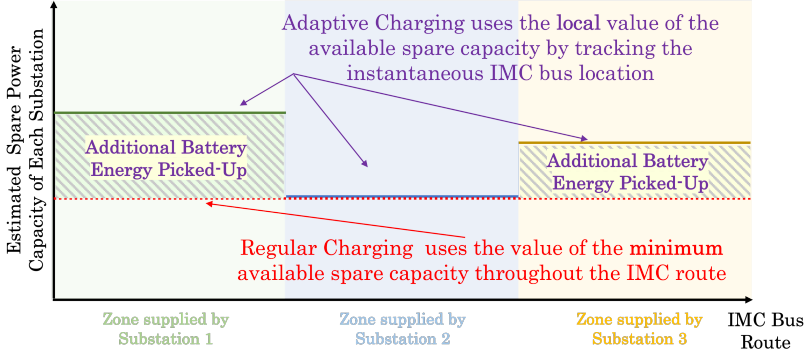 Estimated Spare Power
Capacity of Each Substation
Adaptive Charging uses the local value of the
available spare capacity by tracking the
instantaneous IMC bus location
Additional Battery
Energy Picked-Up
Additional Battery
Energy Picked-Up
Regular Charging uses the value of the minimum
available spare capacity throughout the IMC route
Zone supplied by
Substation 1
Zone supplied by
Substation 2
Zone supplied by
Substation 3
IMC Bus
Route